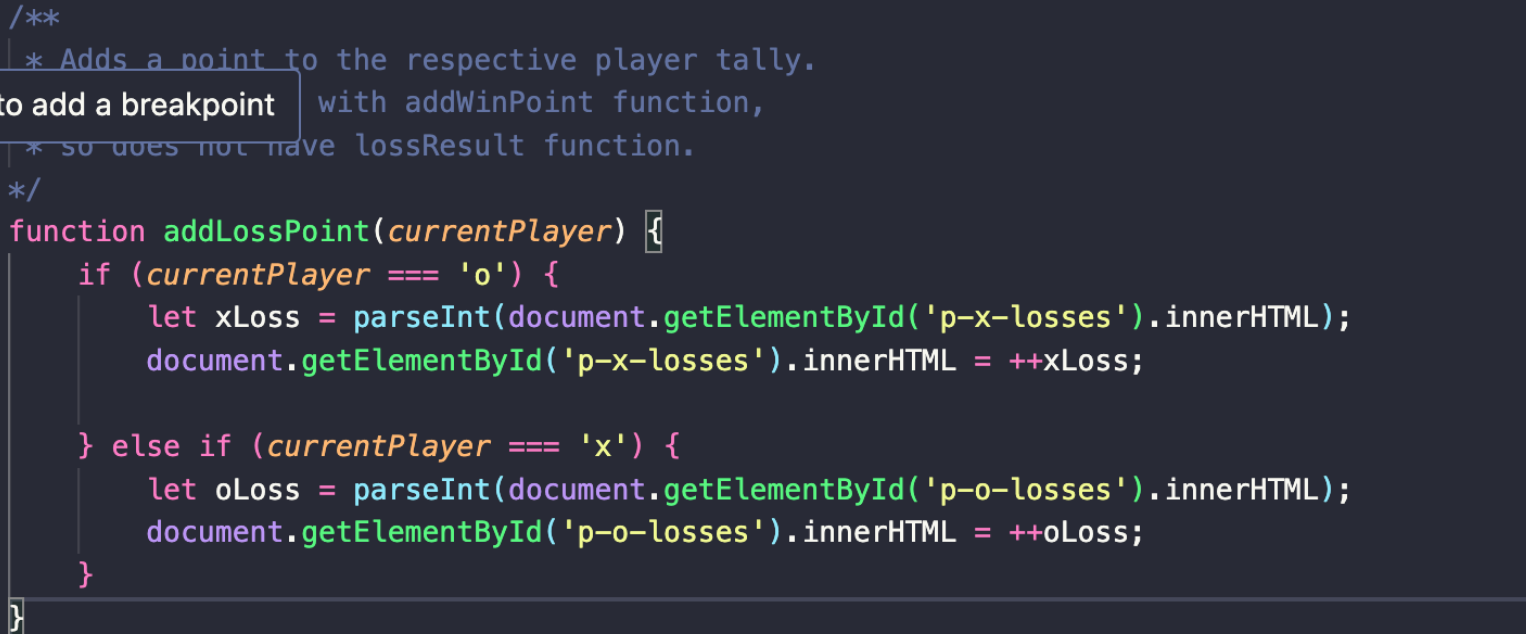 /**
* Adds a point to the respective player tally.
to add a breakpoint with addWinPoint function,
* so does not have lossResult function.
*/
function addLossPoint(currentPlayer) {
if (currentPlayer === 'o') {
let xLoss = parseInt(document.getElementById('p-x-losses').innerHTML);
document.getElementById('p-x-losses').innerHTML = ++xLoss;
} else if (currentPlayer === 'x') {
let oLoss = parseInt(document.getElementById('p-o-losses').innerHTML);
document.getElementById('p-o-losses').innerHTML = ++oLoss;
}
}